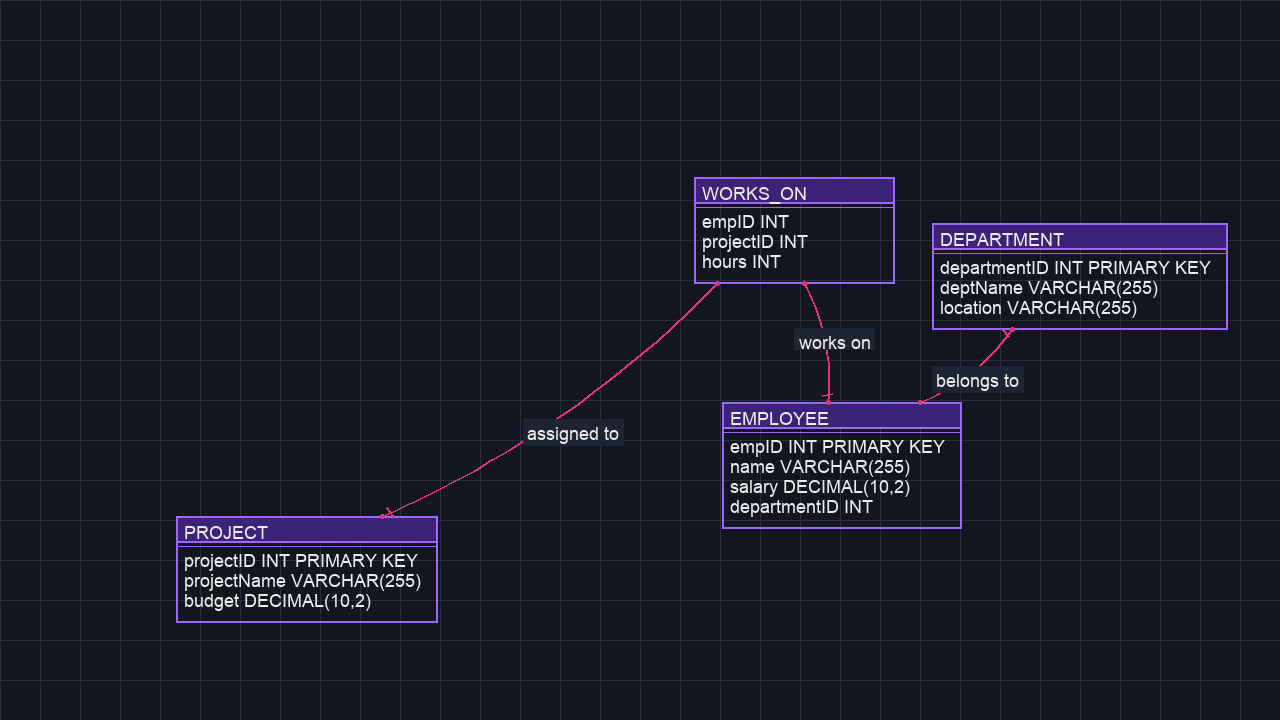 WORKS_ON
empID INT
projectID INT
hours INT
DEPARTMENT
departmentID INT PRIMARY KEY
deptName VARCHAR(255)
location VARCHAR(255)
works on
belongs to
assigned to
EMPLOYEE
empID INT PRIMARY KEY
name VARCHAR(255)
salary DECIMAL(10,2)
departmentID INT
PROJECT
projectID INT PRIMARY KEY
projectName VARCHAR(255)
budget DECIMAL(10,2)